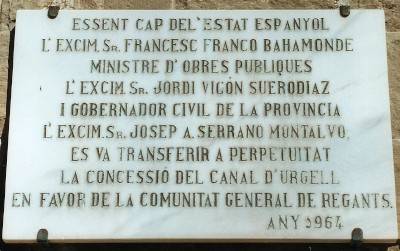 ESSENT CAP DEL'ESTAT ESPANYOL
L'EXCIM. SR. FRANCESC FRANCO BAHAMONDE
MINISTRE D'OBRES PUBLIQUES
L'EXCIM. SR. JORDI VIGÓN SUERODIAZ
I GOBERNADOR CIVIL DE LA PROVINCIA
L'EXCIM. SR. JOSEP A. SERRANO MONTALVO,
ES VA TRANSFERIR A PERPETUITAT
LA CONCESSIÓ DEL CANAL D'URGELL
EN FAVOR DE LA COMUNITAT GENERAL DE REGANTS.
ANY 1964